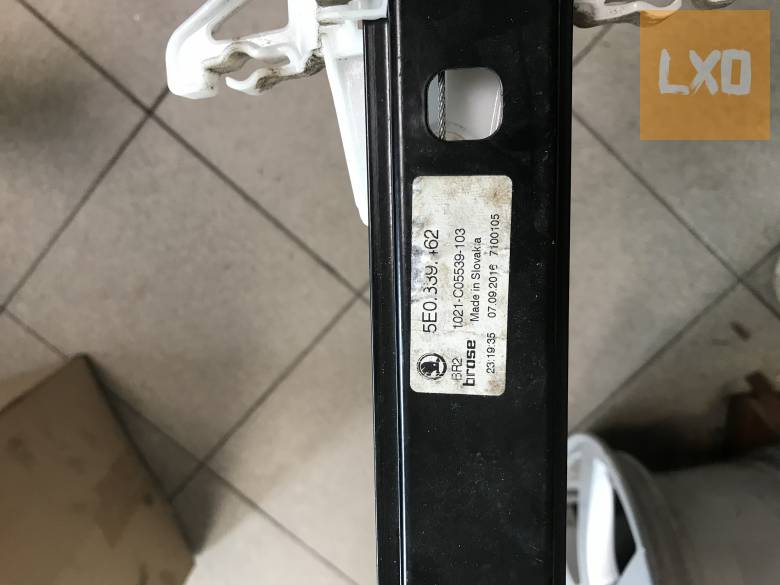 LXO
5E0.839.462
BR2 1021-C05539-103
brose Made in Slovakia
23:19:35 07.09.2016 7100105